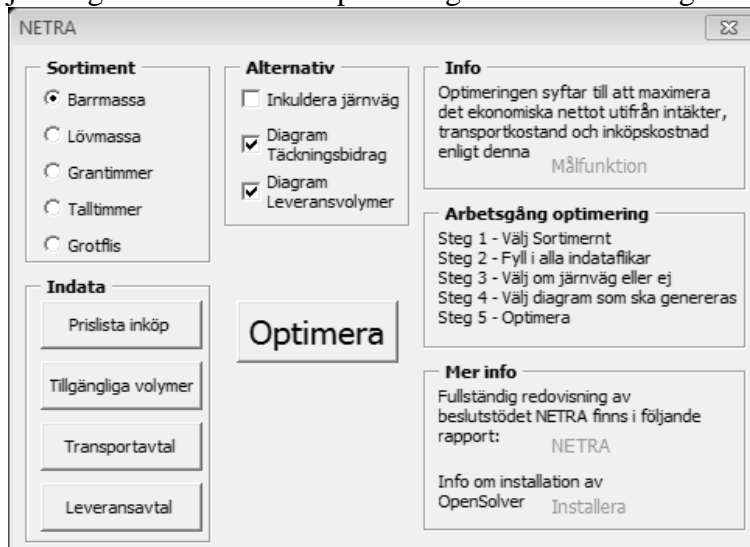 NETRA
Sortiment
Barrmassa
Lövmassa
Grantimmer
Talltimmer
Grotflis
Indata
Prislista inköp
Tillgängliga volymer
Transportavtal
Leveransavtal
Alternativ
Inkuldera järnväg
Diagram
Täckningsbidrag
Diagram
Leveransvolymer
Optimera
Info
Optimeringen syftar till att maximera
det ekonomiska nettot utifrån intäkter,
transportkostand och inköpskostnad
enligt denna
Målfunktion
Arbetsgång optimering
Steg 1 - Välj Sortimernt
Steg 2 - Fyll i alla indataflikar
Steg 3 - Välj om järnväg eller ej
Steg 4 - Välj diagram som ska genereras
Steg 5 - Optimera
Mer info
Fullständig redovisning av
beslutstödet NETRA finns i följande
rapport:
NETRA
Info om installation av
OpenSolver
Installera